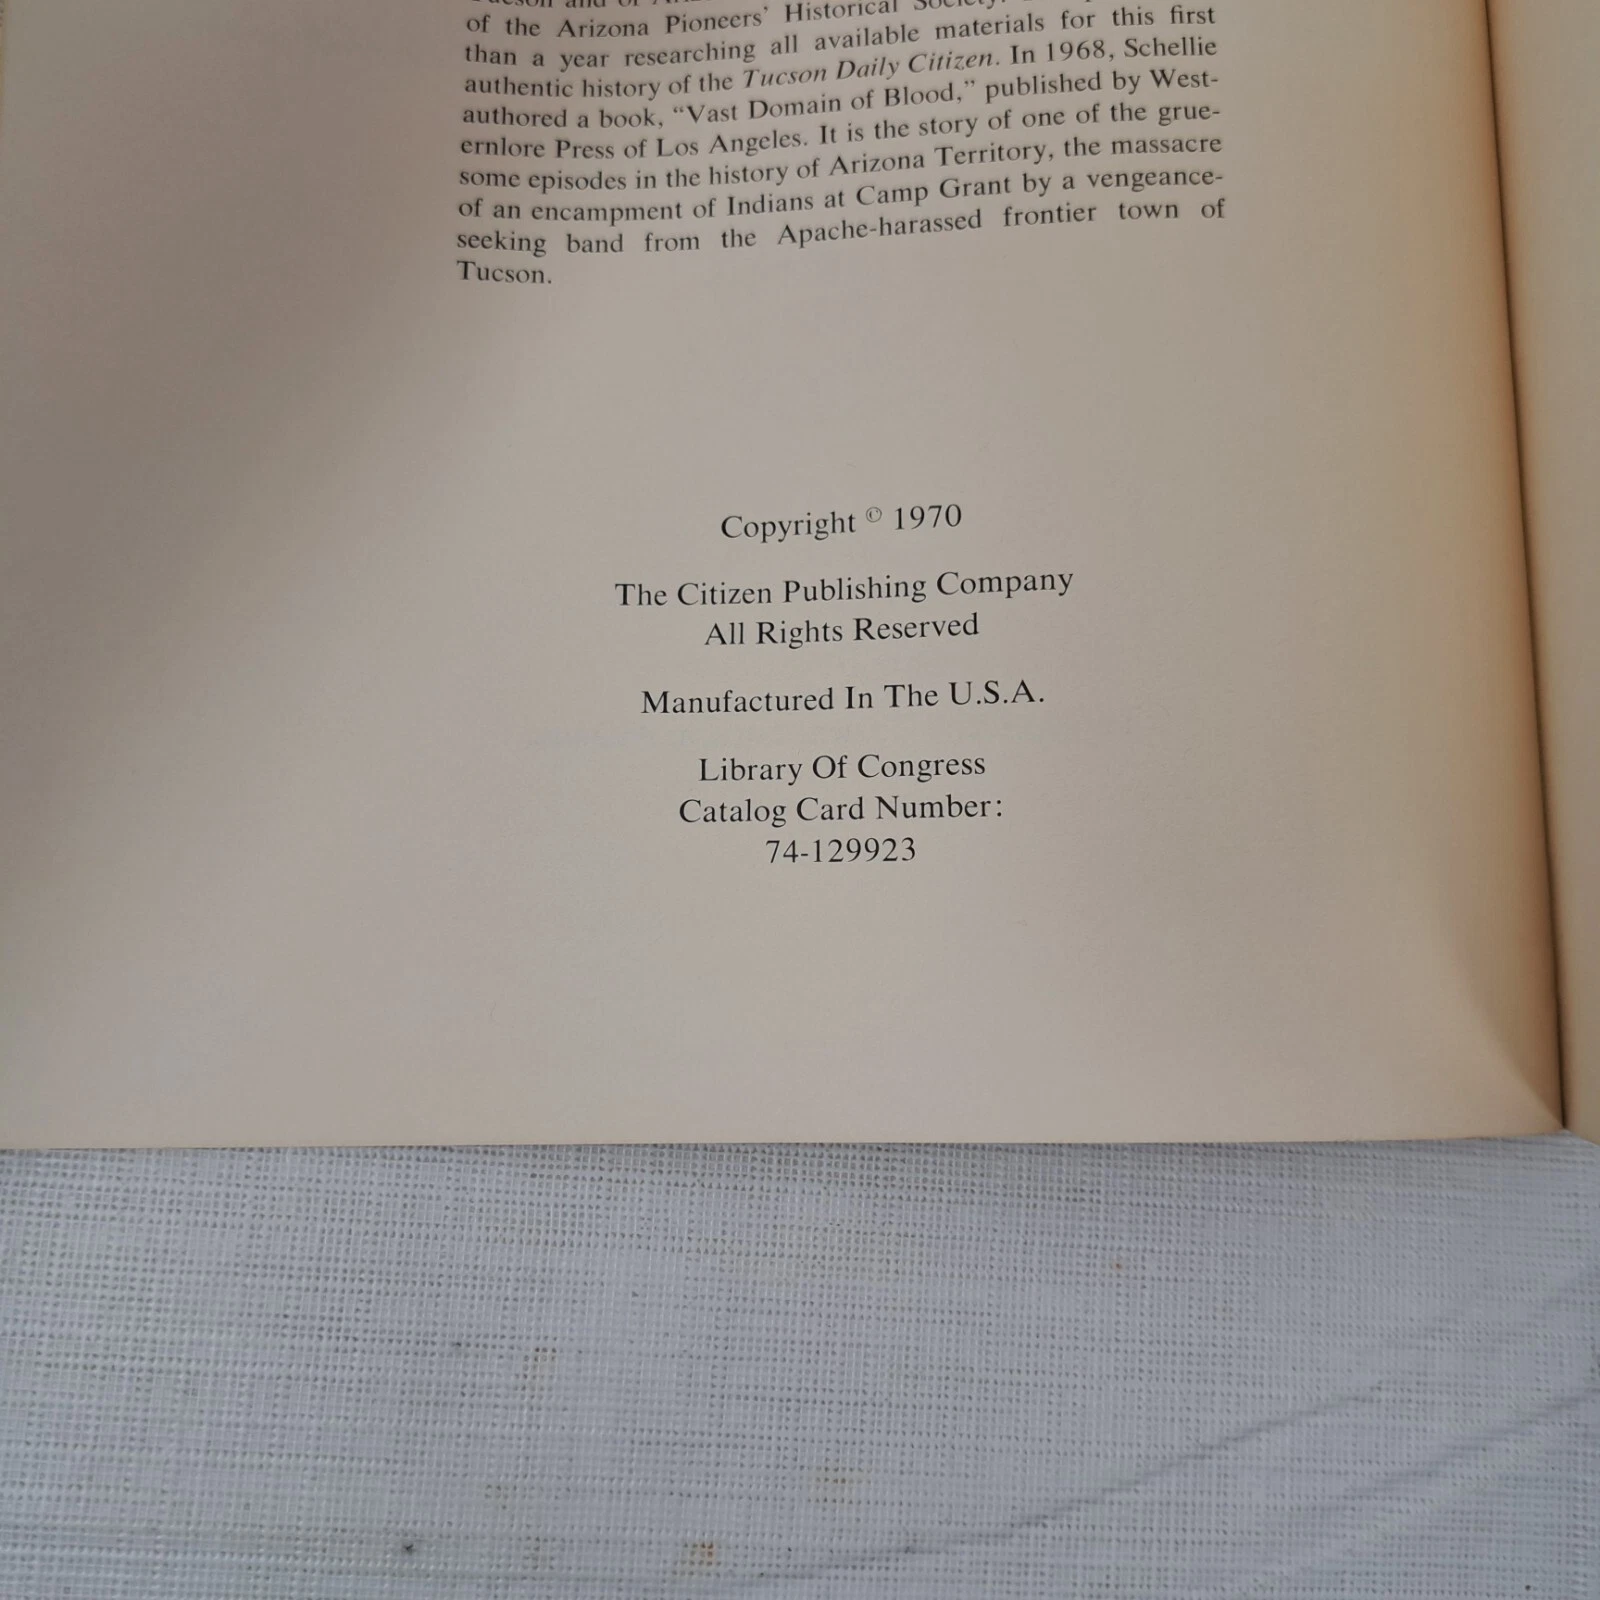 of the Arizona Pioneers' Historical
than a year researching all available materials for this first
authentic history of the Tucson Daily Citizen. In 1968, Schellie
authored a book, “Vast Domain of Blood,” published by West-
ernlore Press of Los Angeles. It is the story of one of the grue-
some episodes in the history of Arizona Territory, the massacre
of an encampment of Indians at Camp Grant by a vengeance-
seeking band from the Apache-harassed frontier town of
Tucson.
Copyright © 1970
The Citizen Publishing Company
All Rights Reserved
Manufactured In The U.S.A.
Library Of Congress
Catalog Card Number:
74-129923